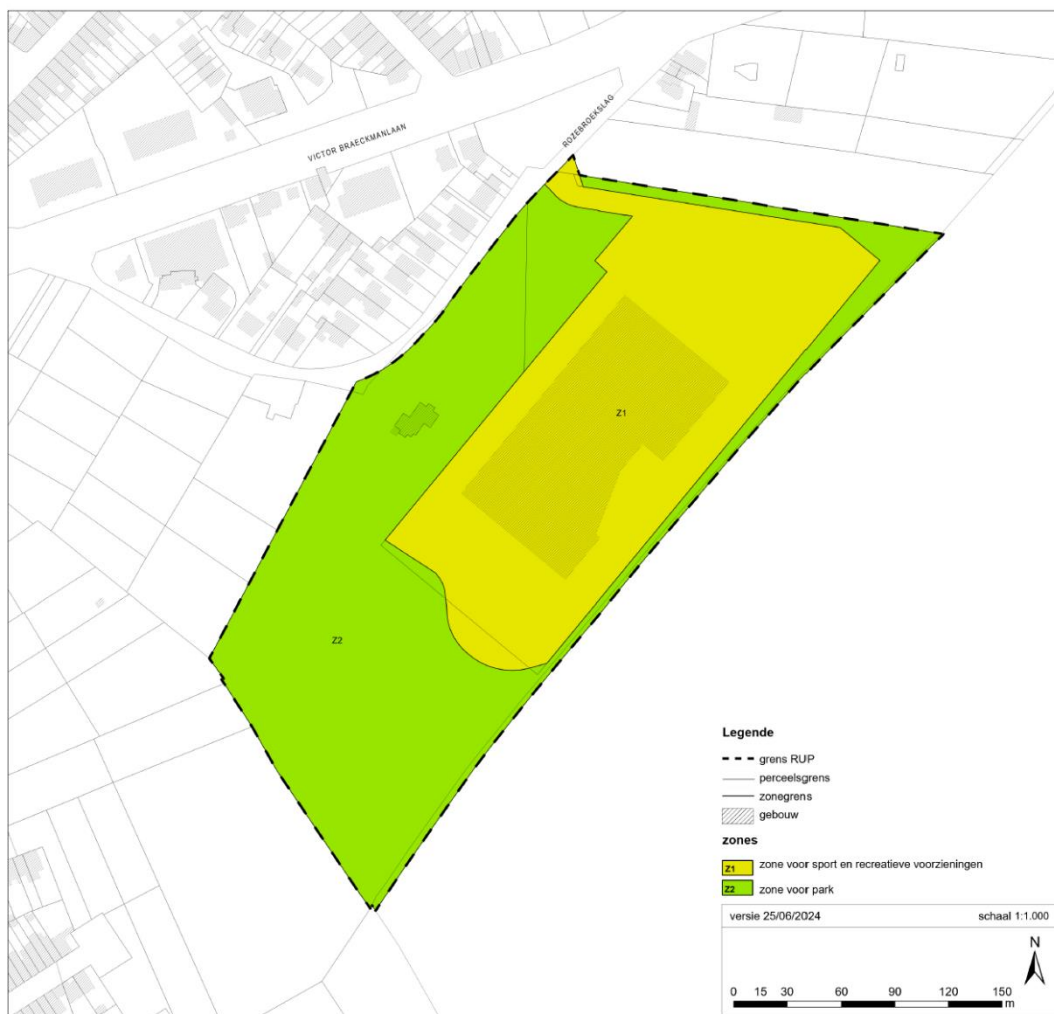 VICTOR BRAECKMANLAAN
ROZEBROEKSLAG
Z1
Z2
Legende
grens RUP
perceelsgrens
zonegrens
gebouw
zones
Z1 zone voor sport en recreatieve voorzieningen
Z2 zone voor park
versie 25/06/2024 schaal 1:1.000
N
0 15 30 60 90 120 150
m